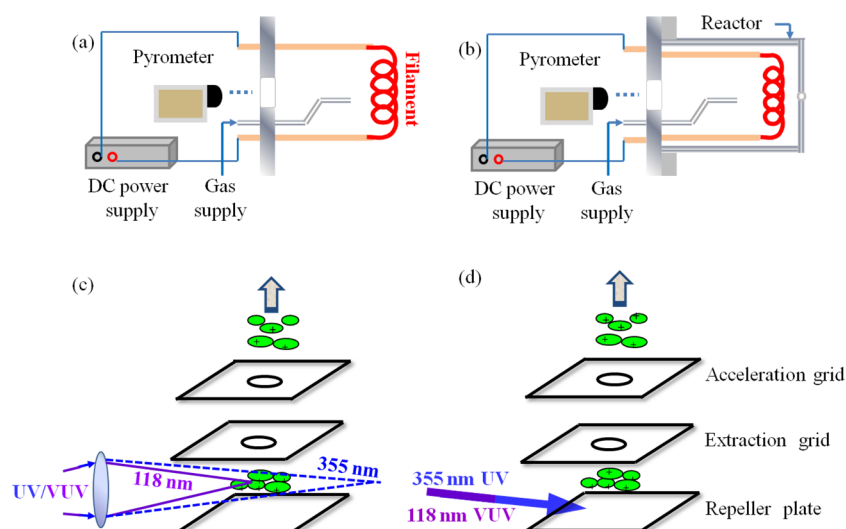 (a)
Pyrometer
Filament
DC power
supply
Gas
supply
(b)
Reactor
Pyrometer
DC power
supply
Gas
supply
(c)
UV/VUV
118 nm
355 nm
(d)
Acceleration grid
Extraction grid
355 nm UV
118 nm VUV
Repeller plate